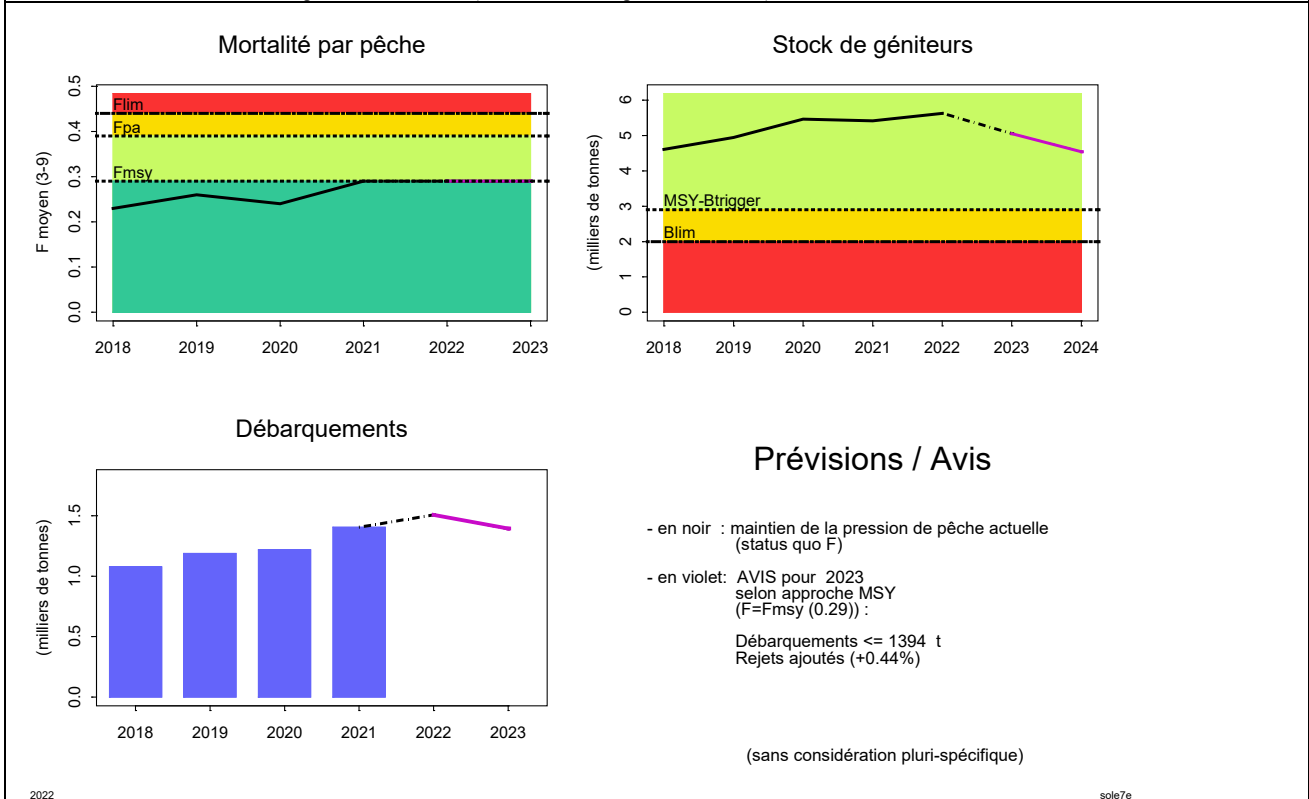 Mortalité par pêche
F moyen (3-9)
0.5
0.4
0.3
0.2
0.1
0.0
Flim
Fpa
Fmsy
2018 2019 2020 2021 2022 2023
Stock de géniteurs
(milliers de tonnes)
6
5
4
3
2
1
0
MSY-Btrigger
Blim
2018 2019 2020 2021 2022 2023 2024
Débarquements
(milliers de tonnes)
1.5
1.0
0.5
0.0
2018 2019 2020 2021 2022 2023
Prévisions / Avis
- en noir : maintien de la pression de pêche actuelle
(status quo F)
- en violet: AVIS pour 2023
selon approche MSY
(F=Fmsy (0.29)) :
Débarquements <= 1394 t
Rejets ajoutés (+0.44%)
(sans considération pluri-spécifique)
2022
sole7e